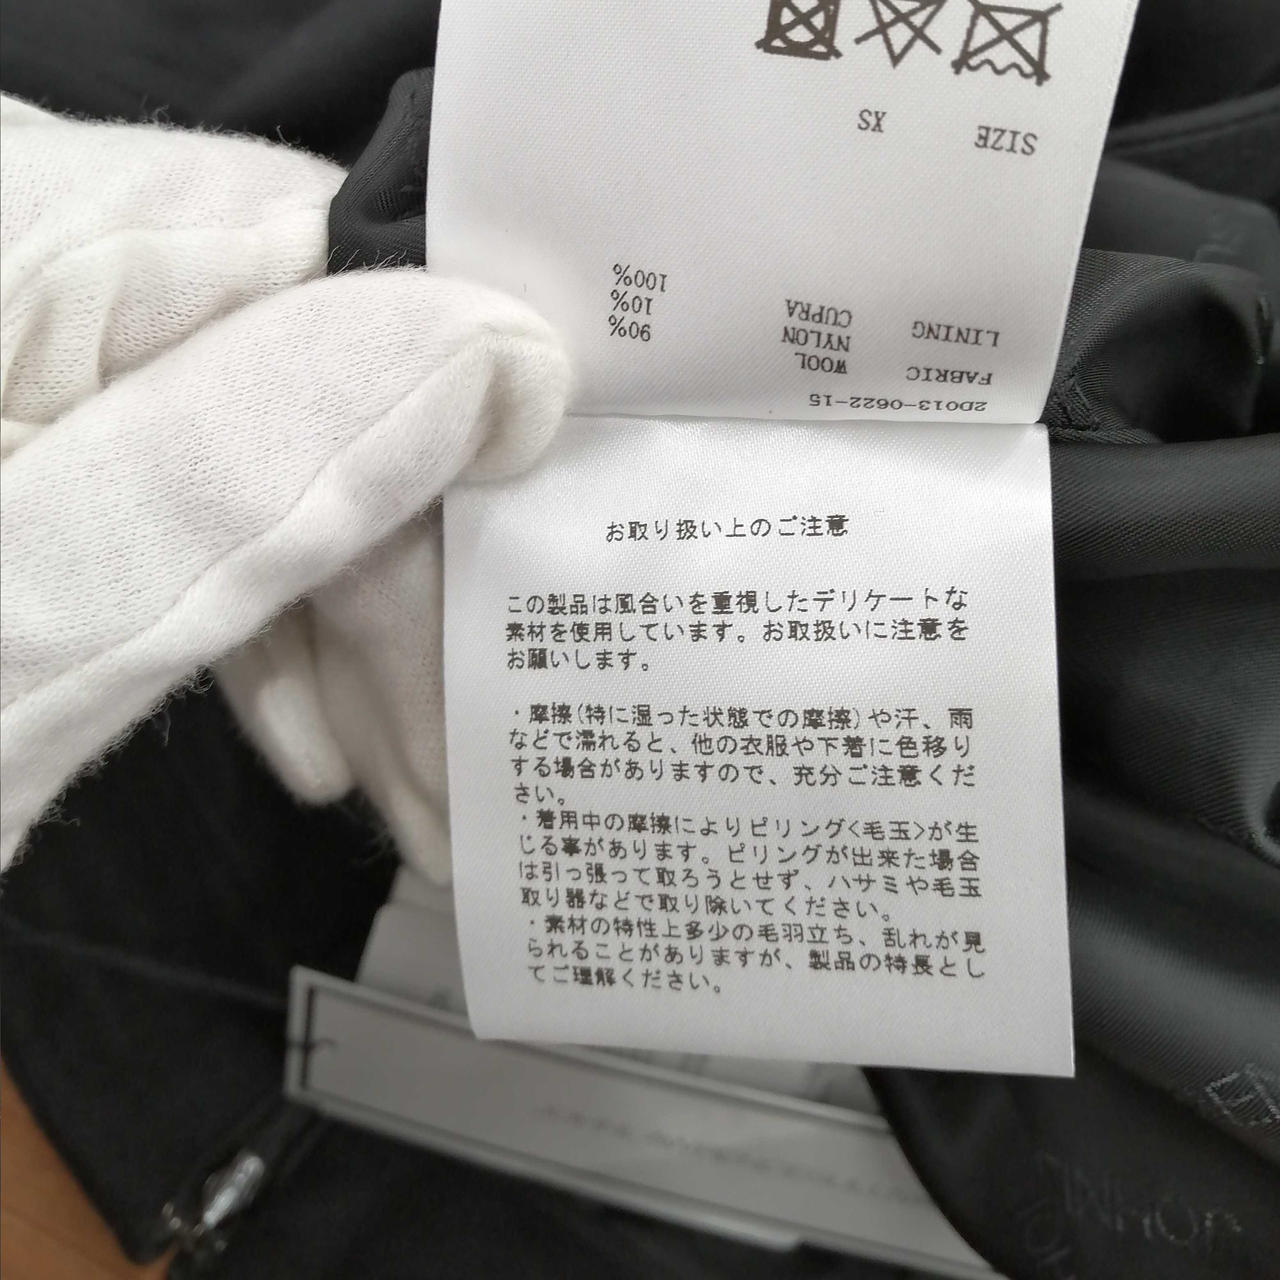 SIZE XS
2D013-0622-15
FABRIC WOOL 90%
NYLON 10%
LINING CUPRA 100%
お取り扱い上のご注意
この製品は風合いを重視したデリケートな
素材を使用しています。お取扱いに注意を
お願いします。
・摩擦(特に湿った状態での摩擦)や汗、雨
などで濡れると、他の衣服や下着に色移り
する場合がありますので、充分ご注意くだ
さい。
・着用中の摩擦によりピリング<毛玉>が生
じる事があります。ピリングが出来た場合
は引っ張って取ろうとせず、ハサミや毛玉
取り器などで取り除いてください。
・素材の特性上多少の毛羽立ち、乱れが見
られることがありますが、製品の特長とし
てご理解ください。